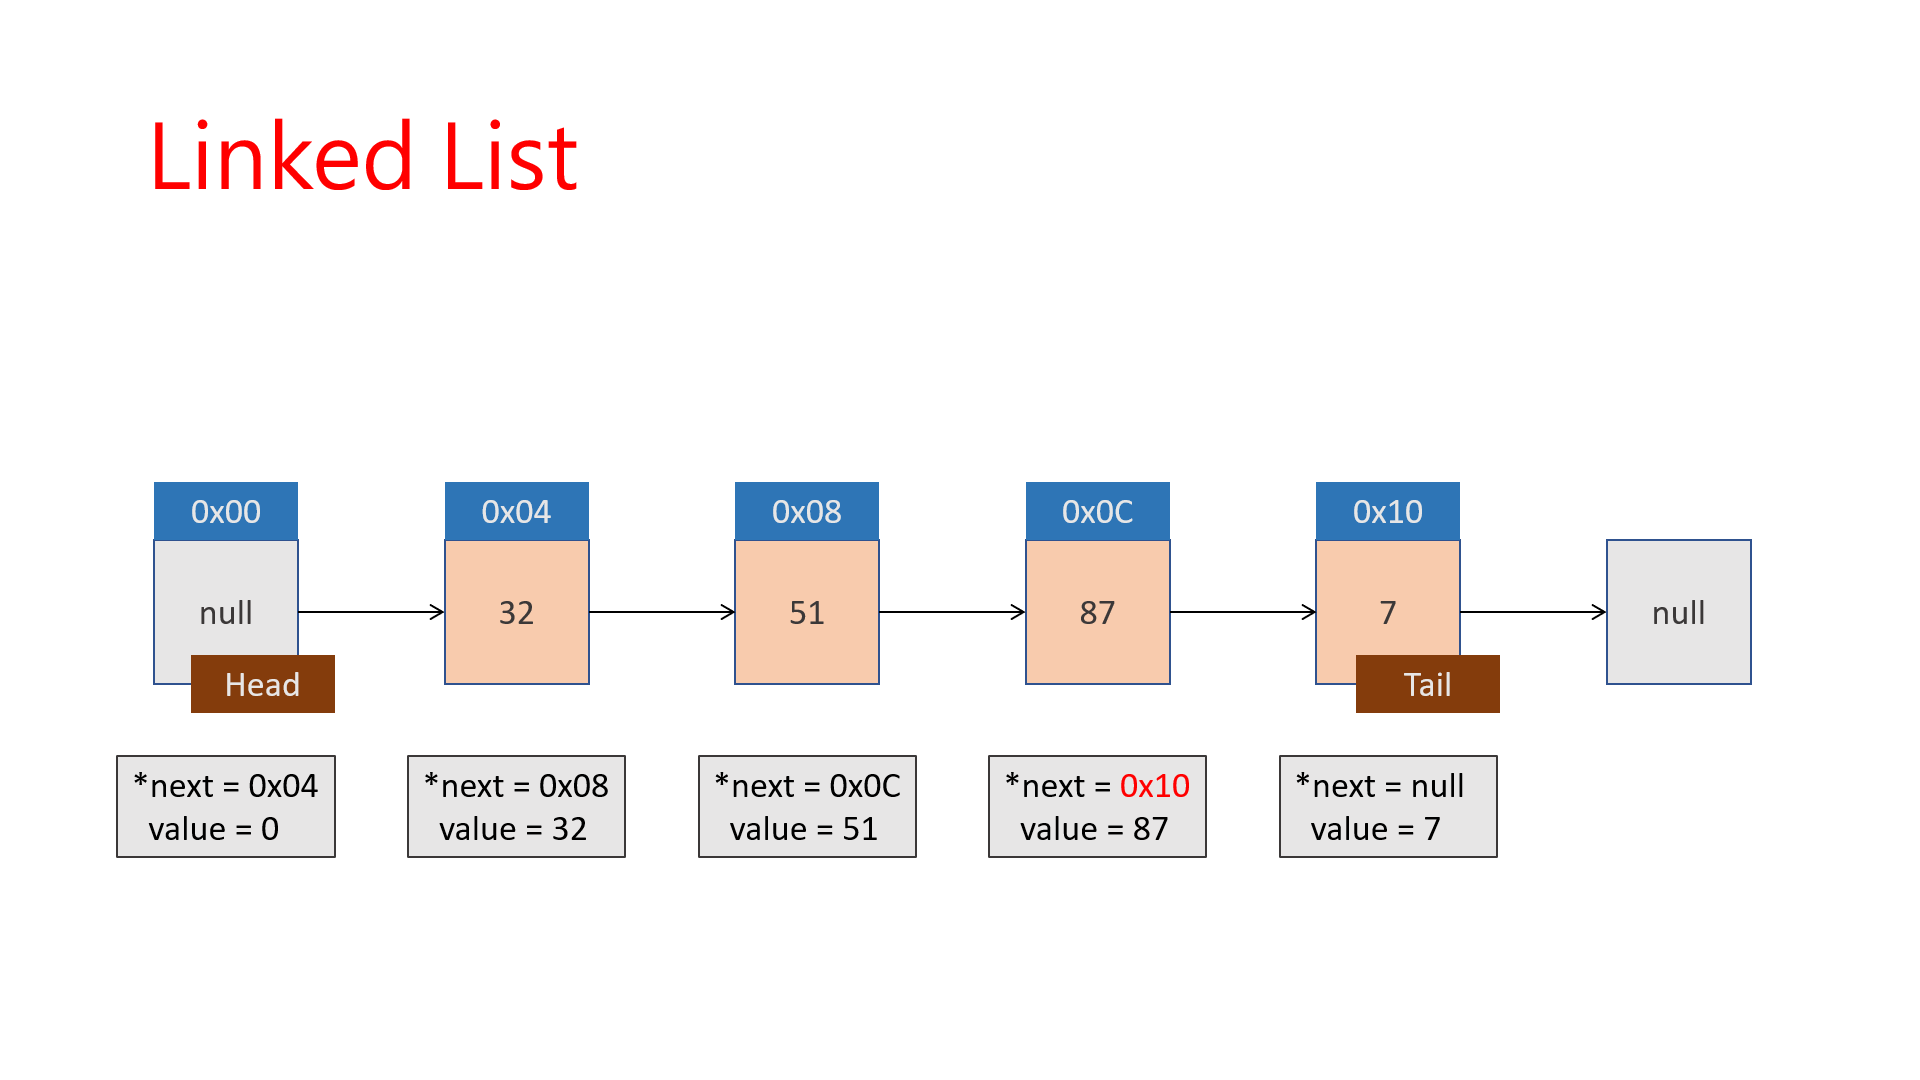 Linked List
0x00
0x04
0x08
0x0C
0x10
null
32
51
87
7
null
Head
Tail
*next = 0x04
value = 0
*next = 0x08
value = 32
*next = 0x0C
value = 51
*next = 0x10
value = 87
*next = null
value = 7